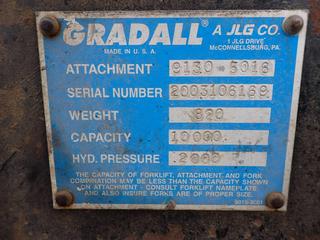 GRADALL® A JLG CO.
MADE IN U.S.A. 1 JLG DRIVE
McCONNELLSBURG, PA.
ATTACHMENT 9130-5016
SERIAL NUMBER 2003106169
WEIGHT 820
CAPACITY 10000.
HYD. PRESSURE 2000
THE CAPACITY OF FORKLIFT, ATTACHMENT, AND FORK
COMBINATION MAY BE LESS THAN THE CAPACITY SHOWN
ON ATTACHMENT - CONSULT FORKLIFT NAMEPLATE
AND ALSO INSURE FORKS ARE OF PROPER SIZE.